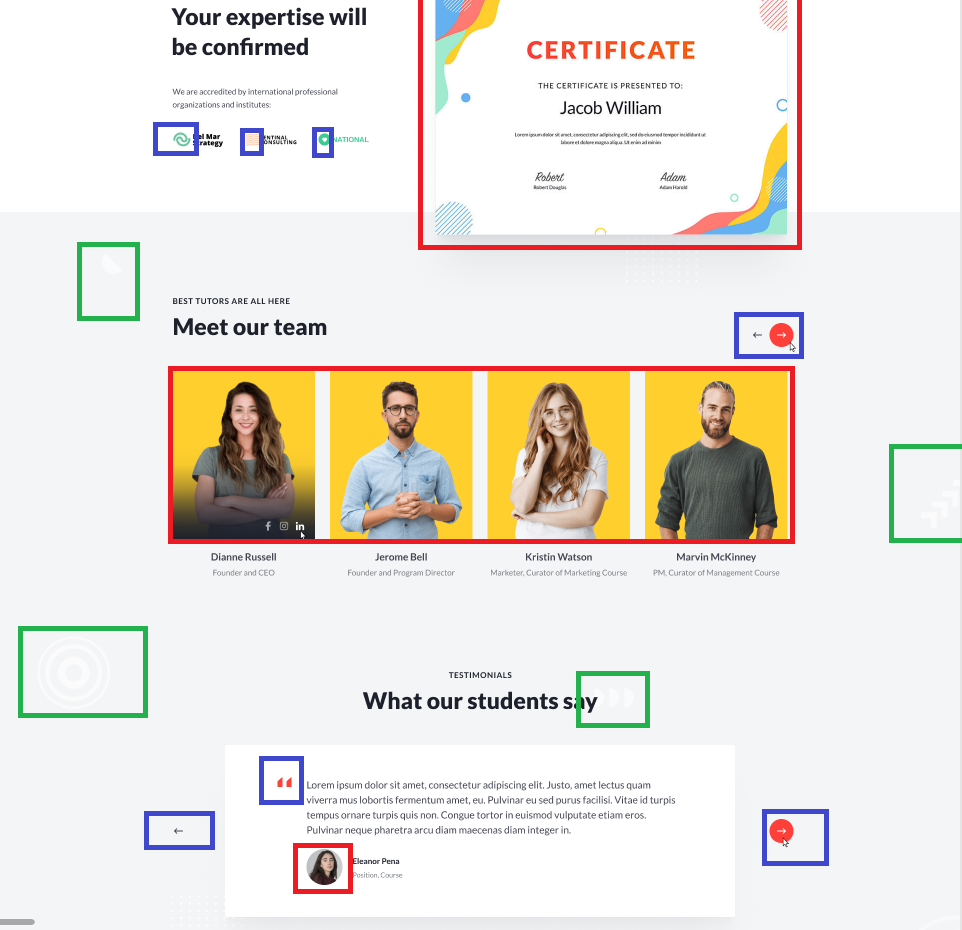 Your expertise will
be confirmed
We are accredited by international professional
organizations and institutes:
Del Mar
Strategy
CONSULTING
NATIONAL
CERTIFICATE
THE CERTIFICATE IS PRESENTED TO:
Jacob William
Lorem ipsum dolor sit amet, consectetur adipiscing elit, sed do eiusmod tempor incididunt ut
labore et dolore magna aliqua. Ut enim ad minim
Robert
Adam
Robert Douglas
Adam Harold
BEST TUTORS ARE ALL HERE
Meet our team
in
Dianne Russell
Jerome Bell
Kristin Watson
Marvin McKinney
Founder and CEO
Founder and Program Director
Marketer, Curator of Marketing Course
PM, Curator of Management Course
TESTIMONIALS
What our students say
Lorem ipsum dolor sit amet, consectetur adipiscing elit. Justo, amet lectus quam
viverra mus lobortis fermentum amet, eu. Pulvinar eu sed purus facilisi. Vitae id turpis
tempus ornare turpis quis non. Congue tortor in euismod vulputate etiam eros.
Pulvinar neque pharetra arcu diam maecenas diam integer in.
Eleanor Pena
Position, Course